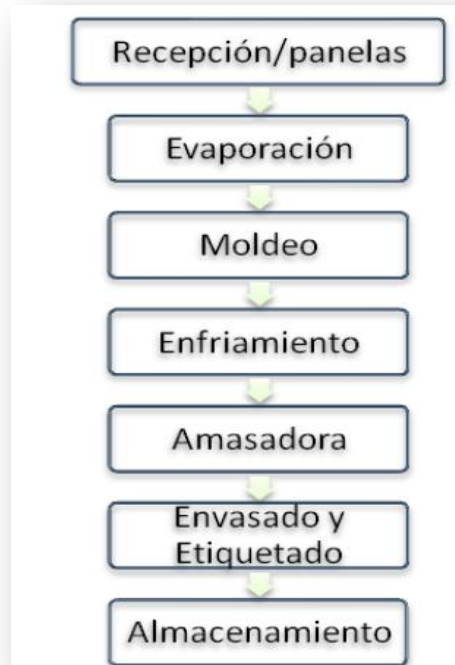 Recepción/panelas
Evaporación
Moldeo
Enfriamiento
Amasadora
Envasado y
Etiquetado
Almacenamiento